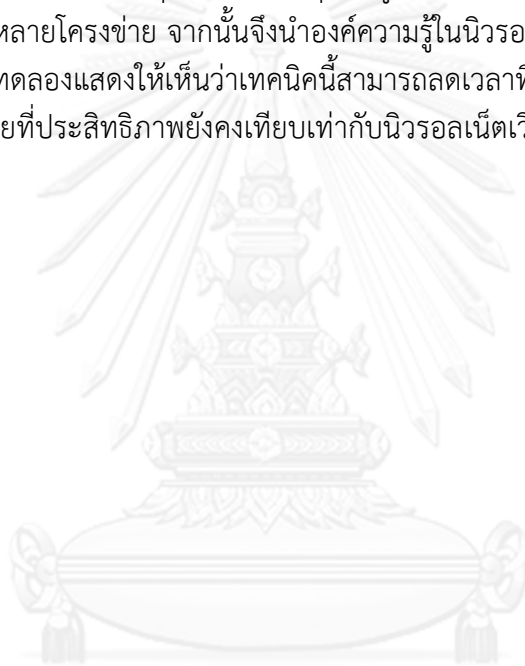 หลายโครงข่าย จากนั้นจึงนำองค์ความรู้ในนิวรอ
ทดลองแสดงให้เห็นว่าเทคนิคนี้สามารถลดเวลาที
ยที่ประสิทธิภาพยังคงเทียบเท่ากับนิวรอลเน็ตเวิ